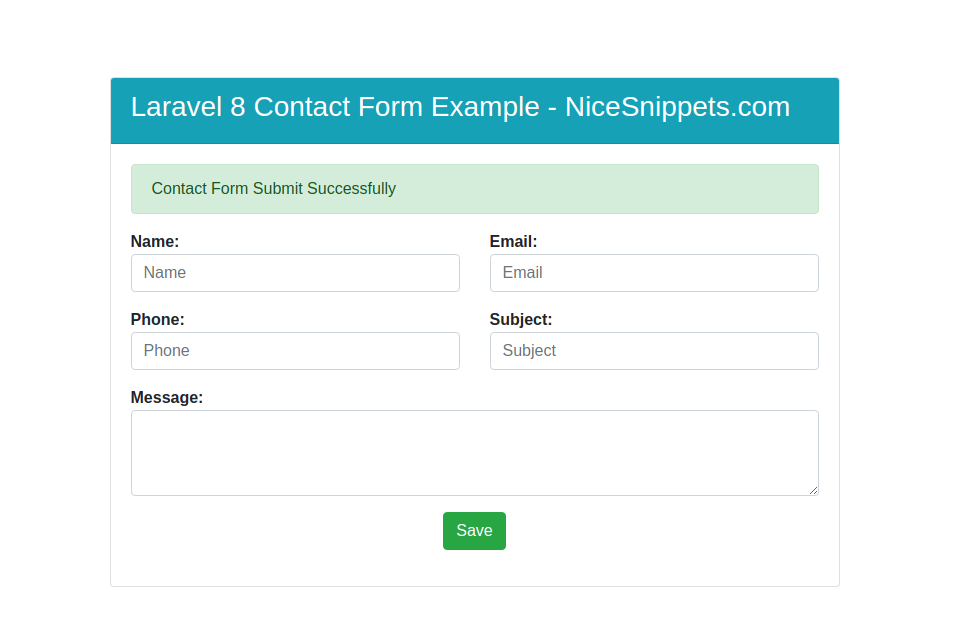 Laravel 8 Contact Form Example - NiceSnippets.com
Contact Form Submit Successfully
Name: Email:
Name Email
Phone: Subject:
Phone Subject
Message:
Save